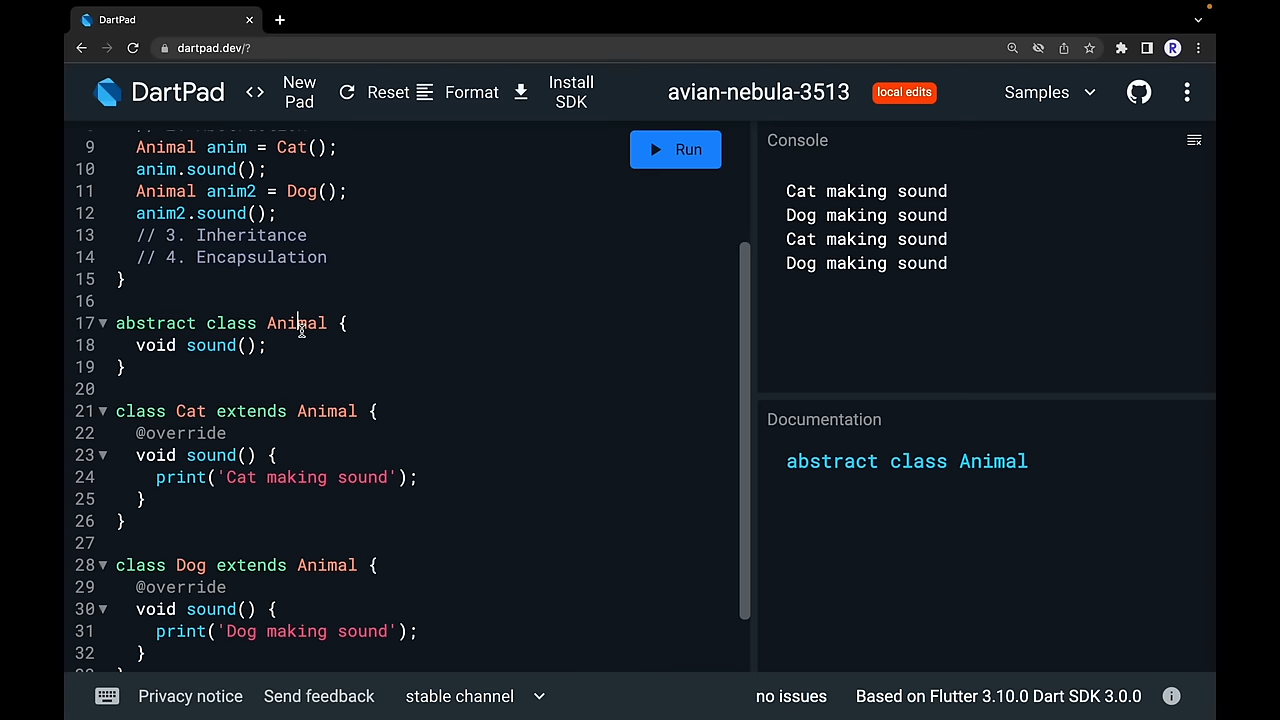 DartPad
dartpad.dev/?
R
DartPad
New Pad
Reset
Format
Install SDK
avian-nebula-3513
local edits
Samples
9 Animal anim = Cat();
10 anim.sound();
11 Animal anim2 = Dog();
12 anim2.sound();
13 // 3. Inheritance
14 // 4. Encapsulation
15 }
16
17 abstract class Animal {
18 void sound();
19 }
20
21 class Cat extends Animal {
22 @override
23 void sound() {
24 print('Cat making sound');
25 }
26 }
27
28 class Dog extends Animal {
29 @override
30 void sound() {
31 print('Dog making sound');
32 }
Run
Console
Cat making sound
Dog making sound
Cat making sound
Dog making sound
Documentation
abstract class Animal
Privacy notice
Send feedback
stable channel
no issues
Based on Flutter 3.10.0 Dart SDK 3.0.0